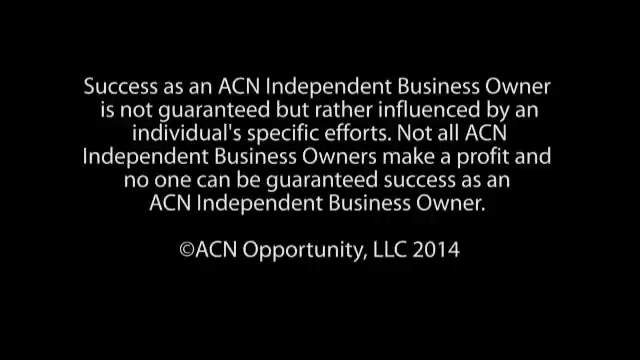 Success as an ACN Independent Business Owner
is not guaranteed but rather influenced by an
individual's specific efforts. Not all ACN
Independent Business Owners make a profit and
no one can be guaranteed success as an
ACN Independent Business Owner.
©ACN Opportunity, LLC 2014